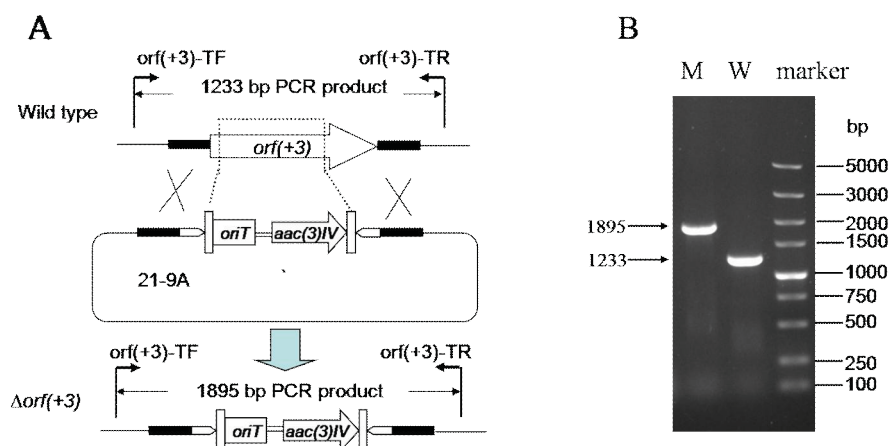 A
orf(+3)-TF
orf(+3)-TR
1233 bp PCR product
Wild type
orf(+3)
oriT
aac(3)IV
21-9A
orf(+3)-TF
orf(+3)-TR
1895 bp PCR product
Δorf(+3)
oriT
aac(3)IV
B
M W marker
bp
5000
3000
2000
1895
1500
1233
1000
750
500
250
100